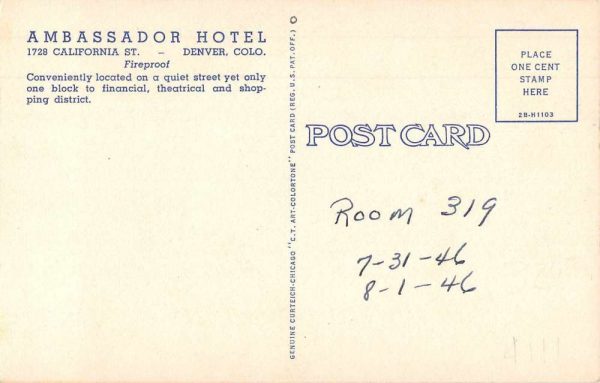 AMBASSADOR HOTEL
1728 CALIFORNIA ST. – DENVER, COLO.
Fireproof
Conveniently located on a quiet street yet only
one block to financial, theatrical and shop-
ping district.
GENUINE CURTEICH-CHICAGO "C.T. ART-COLORTONE" POST CARD (REG. U.S. PAT. OFF.)
PLACE
ONE CENT
STAMP
HERE
2B-H1103
POST CARD
Room 319
7-31-46
8-1-46